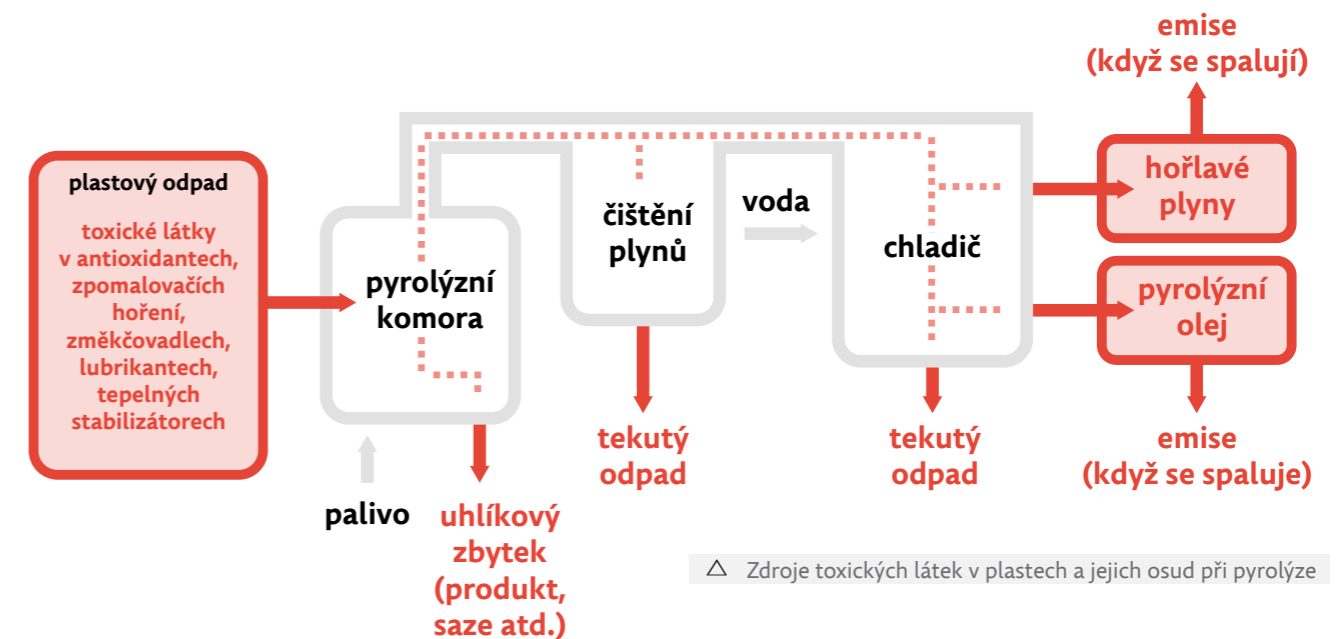 plastový odpad
toxické látky
v antioxidantech,
zpomalovačích
hoření,
změkčovadlech,
lubrikantech,
tepelných
stabilizátorech
pyrolýzní
komora
palivo
uhlíkový
zbytek
(produkt,
saze atd.)
čištění
plynů
tekutý
odpad
voda
chladič
tekutý
odpad
emise
(když se spalují)
hořlavé
plyny
pyrolýzní
olej
emise
(když se spaluje)
△ Zdroje toxických látek v plastech a jejich osud při pyrolýze